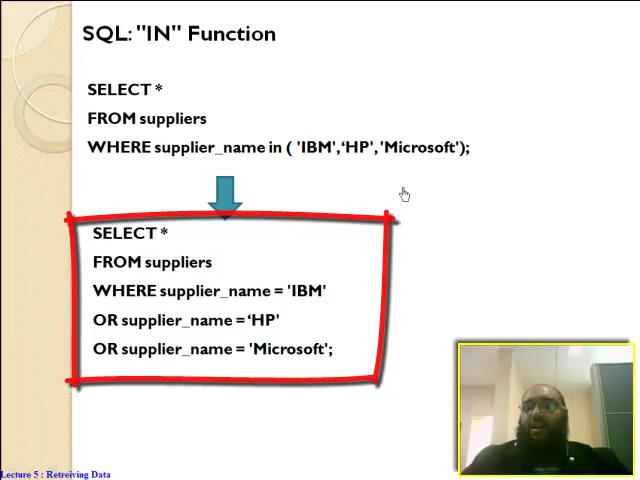 SQL: "IN" Function
SELECT *
FROM suppliers
WHERE supplier_name in ( 'IBM',‘HP', 'Microsoft');
SELECT *
FROM suppliers
WHERE supplier_name = 'IBM'
OR supplier_name =‘HP'
OR supplier_name = 'Microsoft';
Lecture 5 : Retreiving Data